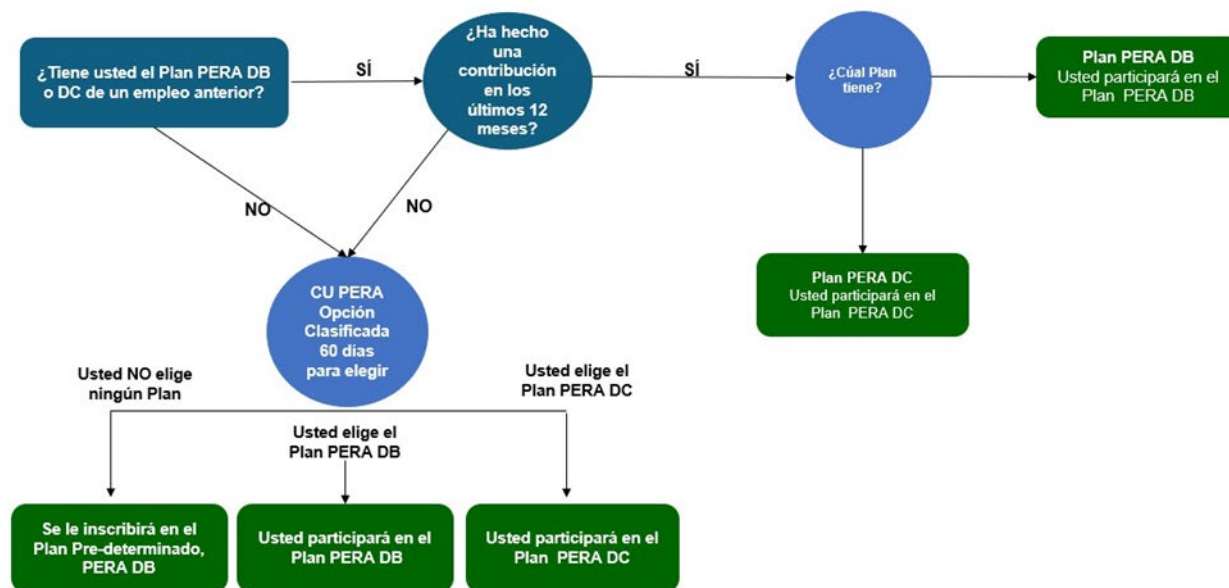 ¿Tiene usted el Plan PERA DB
o DC de un empleo anterior?
SÍ
¿Ha hecho
una
contribución
en los
últimos 12
meses?
SÍ
¿Cúal Plan
tiene?
Plan PERA DB
Usted participará en el
Plan PERA DB
NO
NO
Plan PERA DC
Usted participará en el
Plan PERA DC
CU PERA
Opción
Clasificada
60 días
para elegir
Usted NO elige
ningún Plan
Usted elige el
Plan PERA DB
Usted elige el
Plan PERA DC
Se le inscribirá en el
Plan Pre-determinado,
PERA DB
Usted participará en el
Plan PERA DB
Usted participará en el
Plan PERA DC